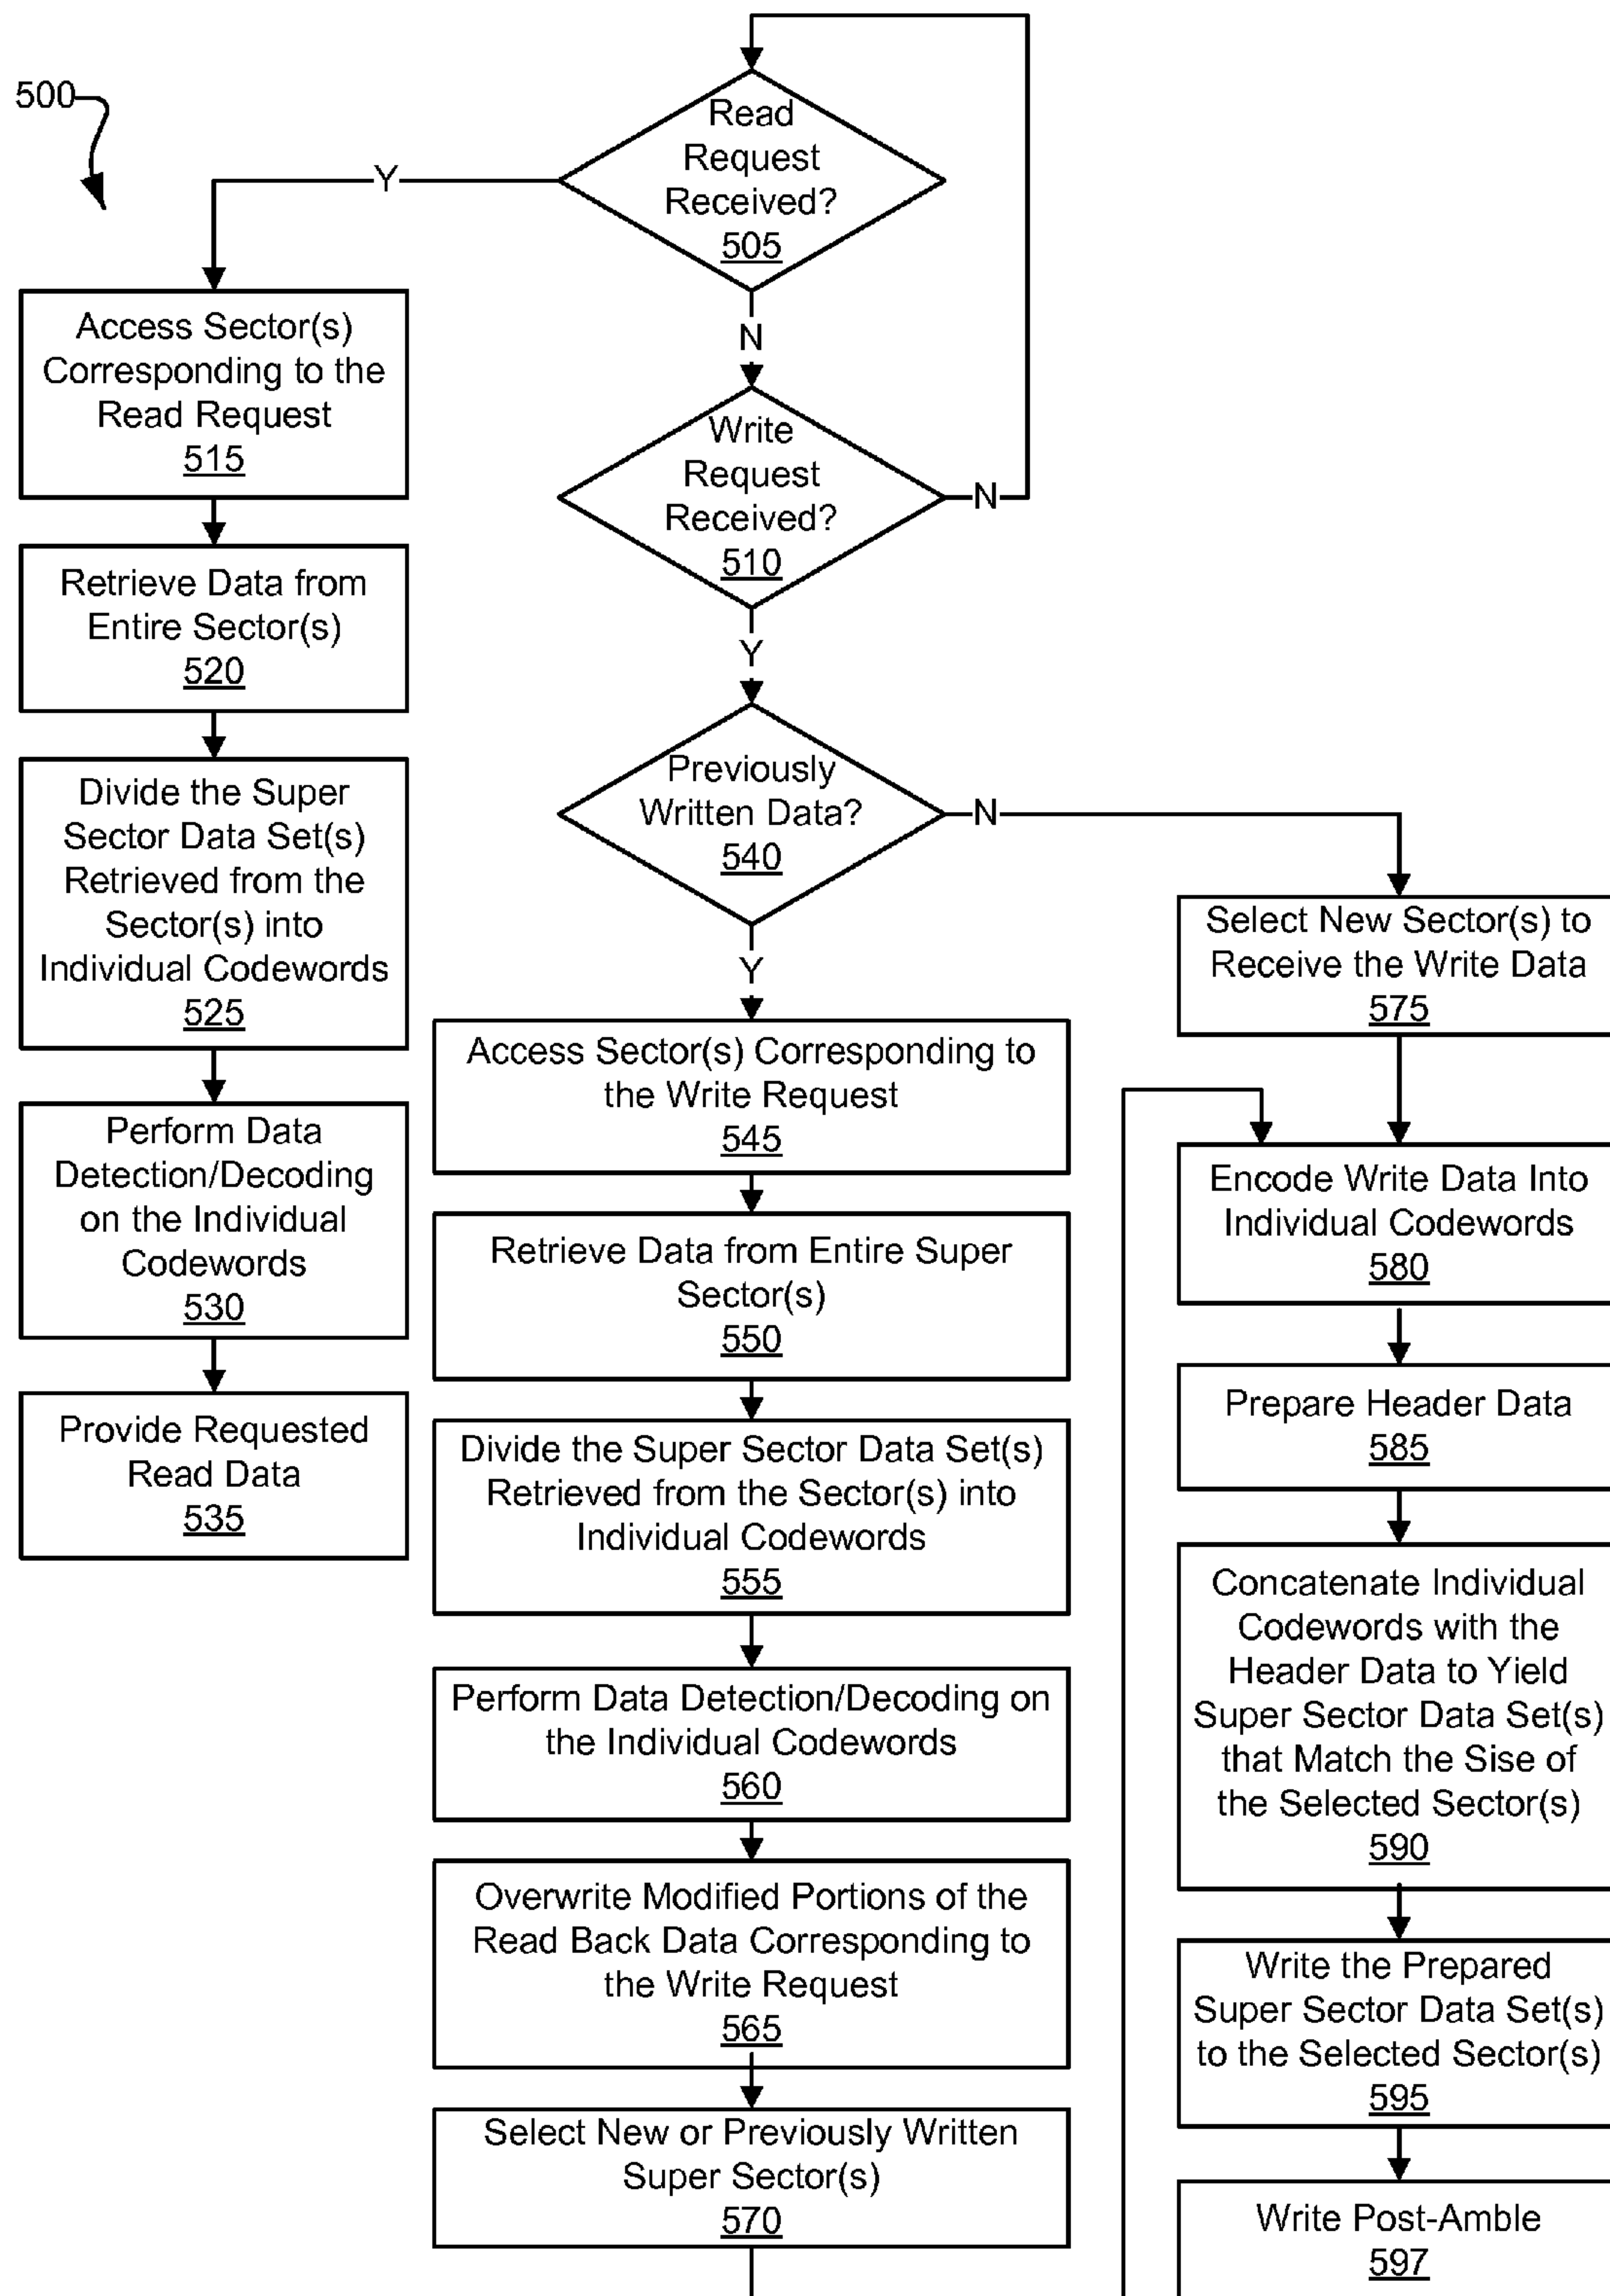 500
Read
Request
Received?
505
Y
N
Access Sector(s)
Corresponding to the
Read Request
515
Write
Request
Received?
510
N
Y
Retrieve Data from
Entire Sector(s)
520
Divide the Super
Sector Data Set(s)
Retrieved from the
Sector(s) into
Individual Codewords
525
Previously
Written Data?
540
N
Y
Perform Data
Detection/Decoding
on the Individual
Codewords
530
Provide Requested
Read Data
535
Access Sector(s) Corresponding to
the Write Request
545
Retrieve Data from Entire Super
Sector(s)
550
Divide the Super Sector Data Set(s)
Retrieved from the Sector(s) into
Individual Codewords
555
Perform Data Detection/Decoding on
the Individual Codewords
560
Overwrite Modified Portions of the
Read Back Data Corresponding to
the Write Request
565
Select New or Previously Written
Super Sector(s)
570
Select New Sector(s) to
Receive the Write Data
575
Encode Write Data Into
Individual Codewords
580
Prepare Header Data
585
Concatenate Individual
Codewords with the
Header Data to Yield
Super Sector Data Set(s)
that Match the Sise of
the Selected Sector(s)
590
Write the Prepared
Super Sector Data Set(s)
to the Selected Sector(s)
595
Write Post-Amble
597